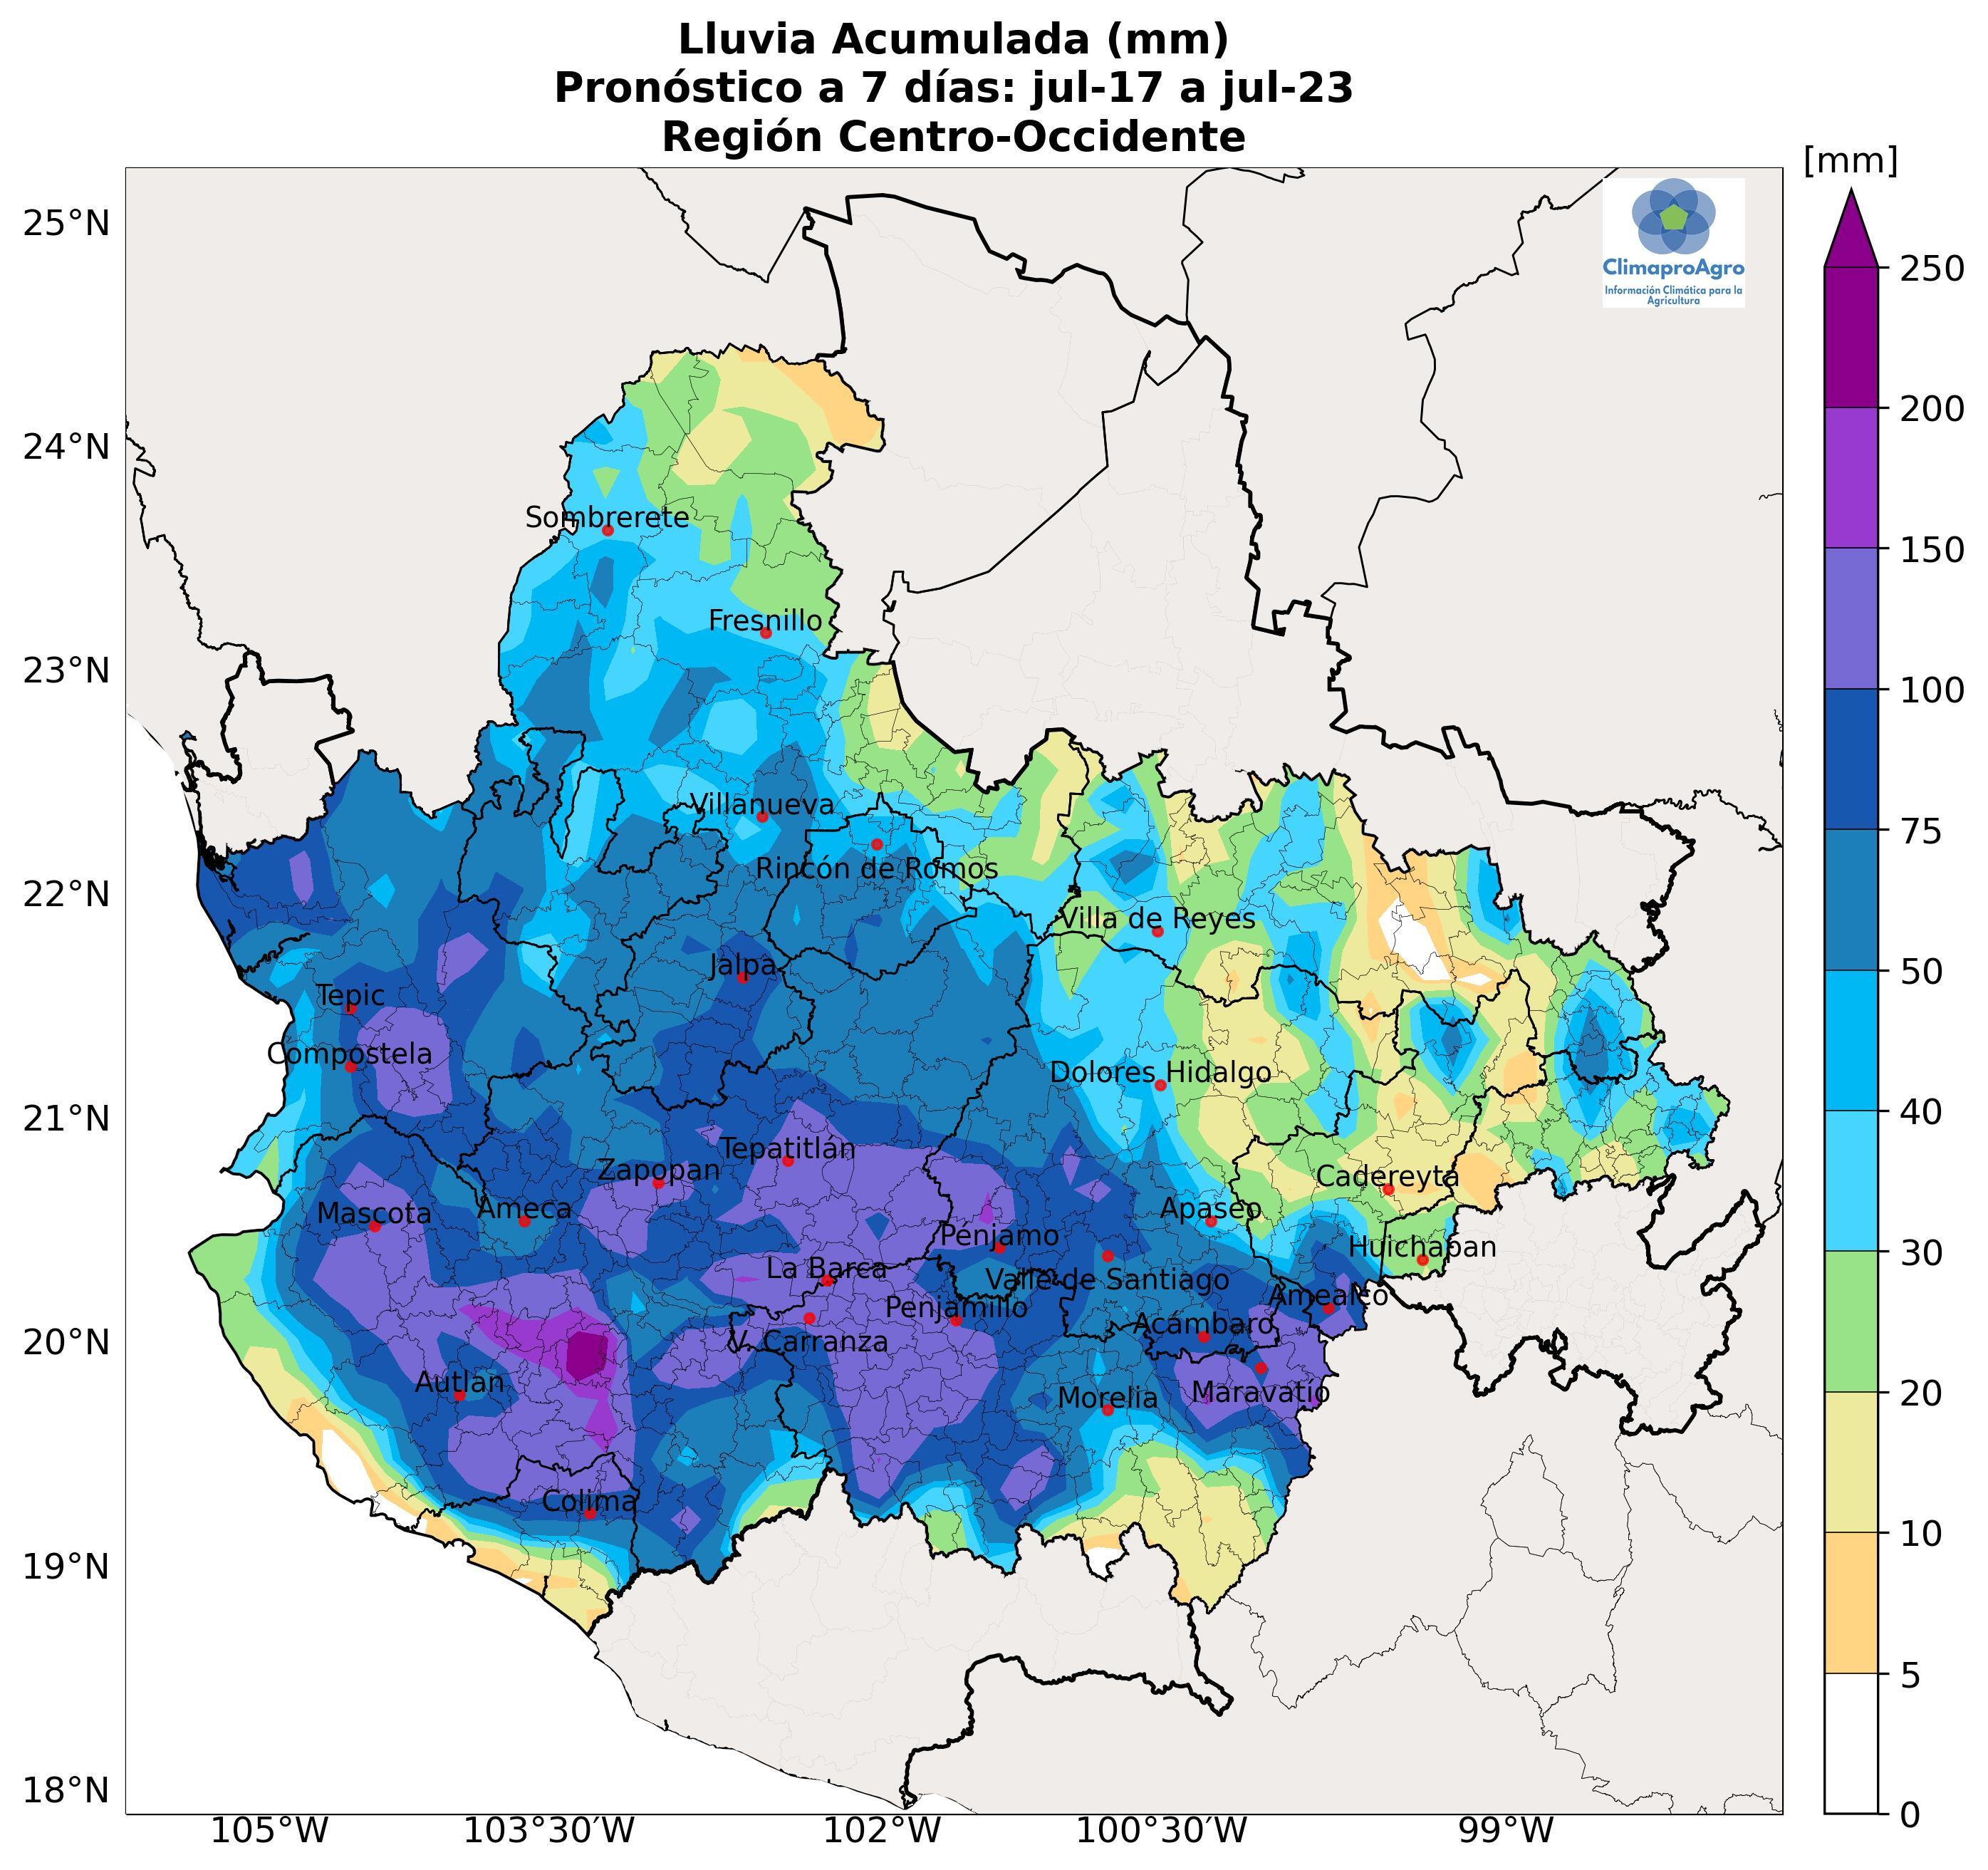 Lluvia Acumulada (mm)
Pronóstico a 7 días: jul-17 a jul-23
Región Centro-Occidente
[mm]
ClimaproAgro
Información Climática para la
Agricultura
25°N
24°N
23°N
22°N
21°N
20°N
19°N
18°N
Sombrerete
Fresnillo
Villanueva
Rincón de Romos
Villa de Reyes
Jalpa
Tepic
Compostela
Dolores Hidalgo
Tepatitlán
Zapopan
Cadereyta
Mascota
Ameca
Apaseo
Penjamo
Huichapan
La Barca
Valle de Santiago
Penjamillo
Amealco
Acámbaro
V. Carranza
Autlán
Morelia
Maravatío
Colima
105°W
103°30'W
102°W
100°30'W
99°W
250
200
150
100
75
50
40
30
20
10
5
0